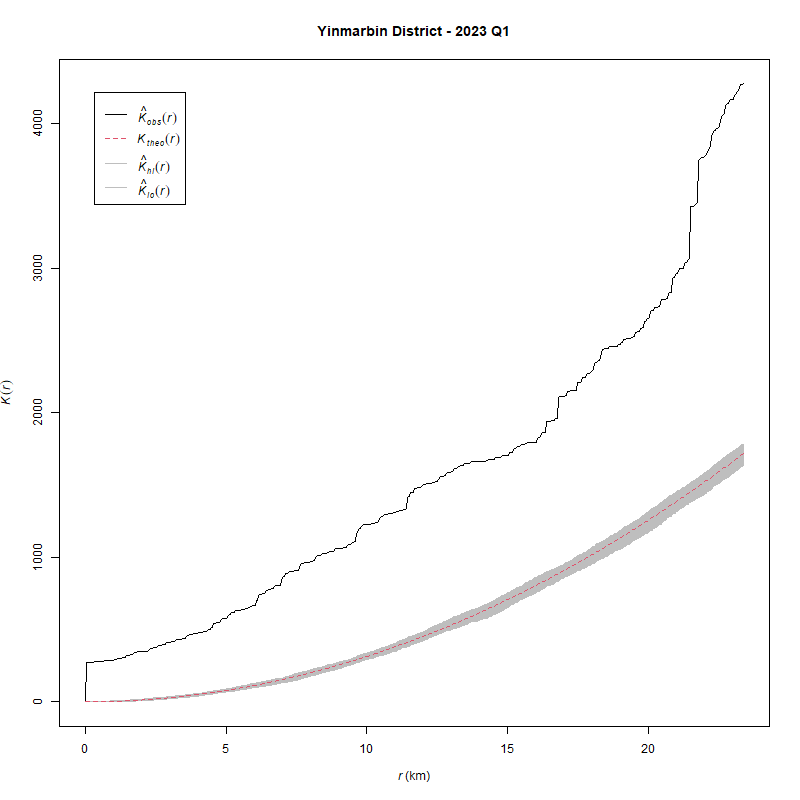 Yinmarbin District - 2023 Q1
K̂obs(r)
Ktheo(r)
K̂hi(r)
K̂lo(r)
4000
3000
2000
1000
0
K(r)
0 5 10 15 20
r (km)